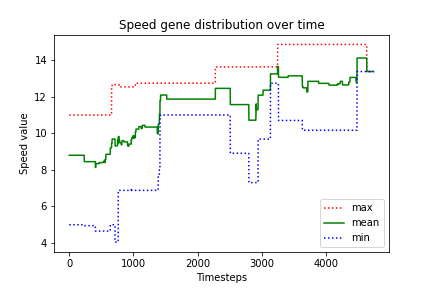 Speed gene distribution over time
Speed value
14
12
10
8
6
4
0
1000
2000
3000
4000
Timesteps
max
mean
min